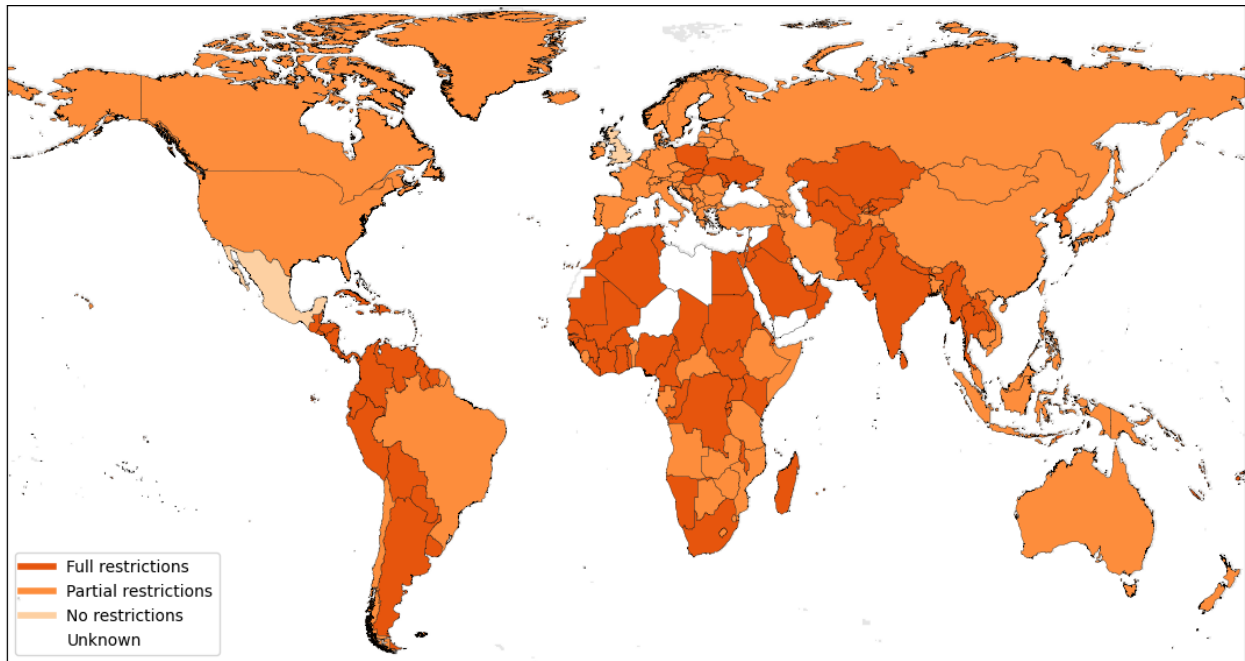 Full restrictions
Partial restrictions
No restrictions
Unknown